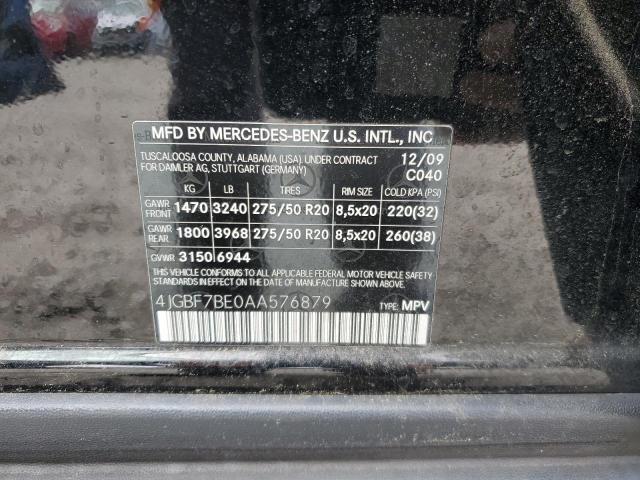 MFD BY MERCEDES-BENZ U.S. INTL., INC
TUSCALOOSA COUNTY, ALABAMA (USA) UNDER CONTRACT 12/09
FOR DAIMLER AG, STUTTGART (GERMANY) C040
KG LB TIRES RIM SIZE COLD KPA (PSI)
GAWR FRONT 1470 3240 275/50 R20 8,5x20 220(32)
GAWR REAR 1800 3968 275/50 R20 8,5x20 260(38)
GVWR 3150 6944
THIS VEHICLE CONFORMS TO ALL APPLICABLE FEDERAL MOTOR VEHICLE SAFETY
STANDARDS IN EFFECT ON THE DATE OF MANUFACTURE SHOWN ABOVE.
4JGBF7BE0AA576879 TYPE: MPV